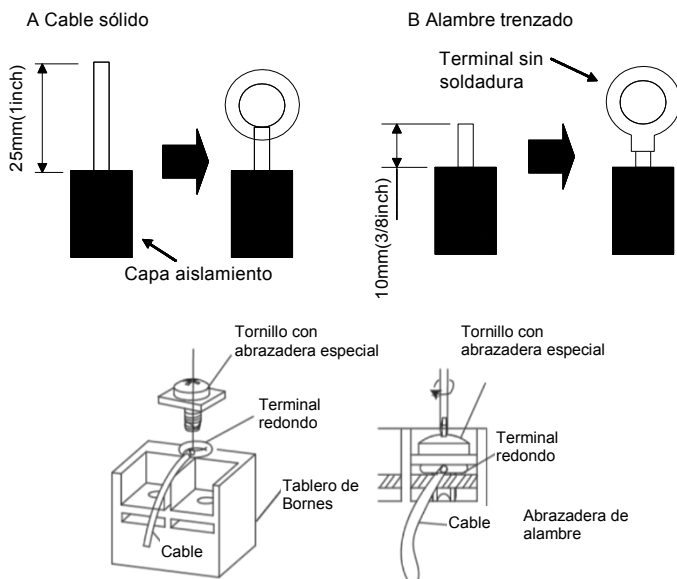 A Cable sólido
B Alambre trenzado
25mm(1inch)
Capa aislamiento
Terminal sin
soldadura
10mm(3/8inch)
Tornillo con
abrazadera especial
Terminal
redondo
Tablero de
Bornes
Cable
Tornillo con
abrazadera especial
Terminal
redondo
Cable
Abrazadera de
alambre